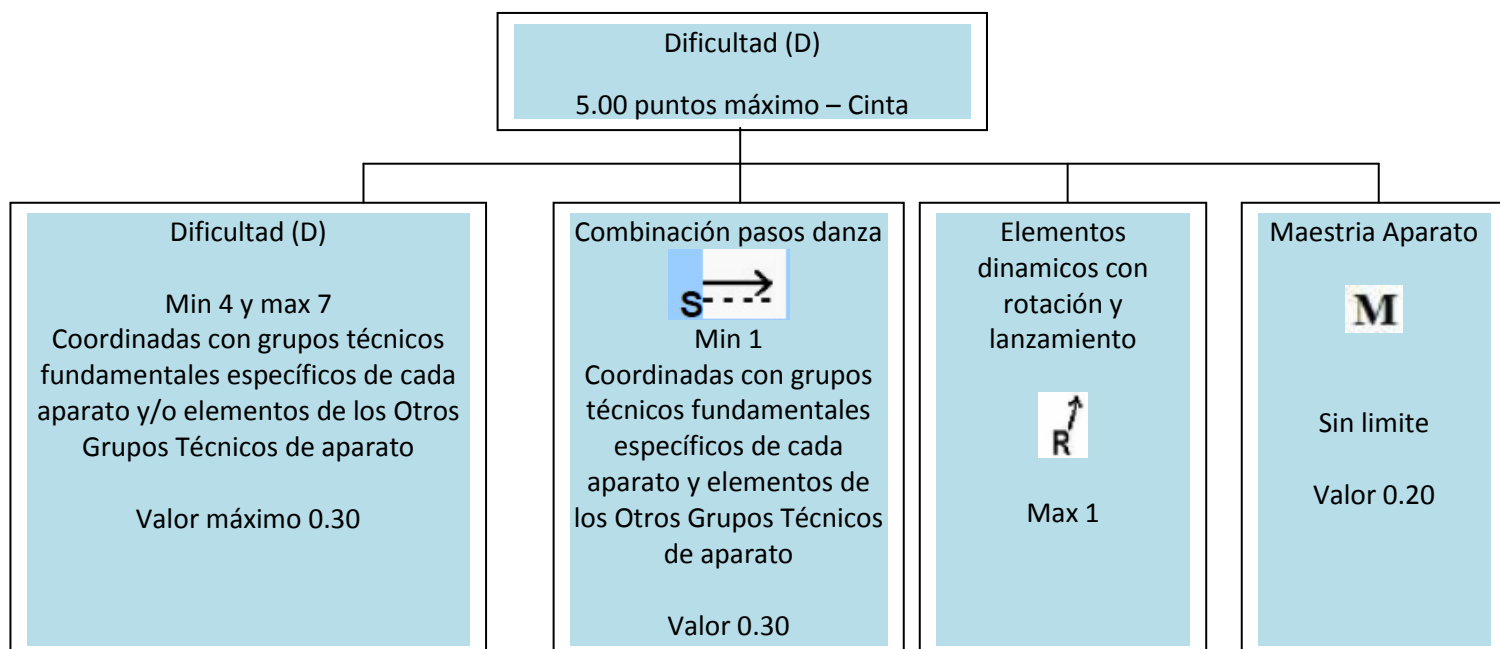 Dificultad (D)
5.00 puntos máximo – Cinta
Dificultad (D)
Min 4 y max 7
Coordinadas con grupos técnicos
fundamentales específicos de cada
aparato y/o elementos de los Otros
Grupos Técnicos de aparato
Valor máximo 0.30
Combinación pasos danza
S
Min 1
Coordinadas con grupos
técnicos fundamentales
específicos de cada
aparato y elementos de
los Otros Grupos Técnicos
de aparato
Valor 0.30
Elementos
dinamicos con
rotación y
lanzamiento
R
Max 1
Maestria Aparato
M
Sin limite
Valor 0.20